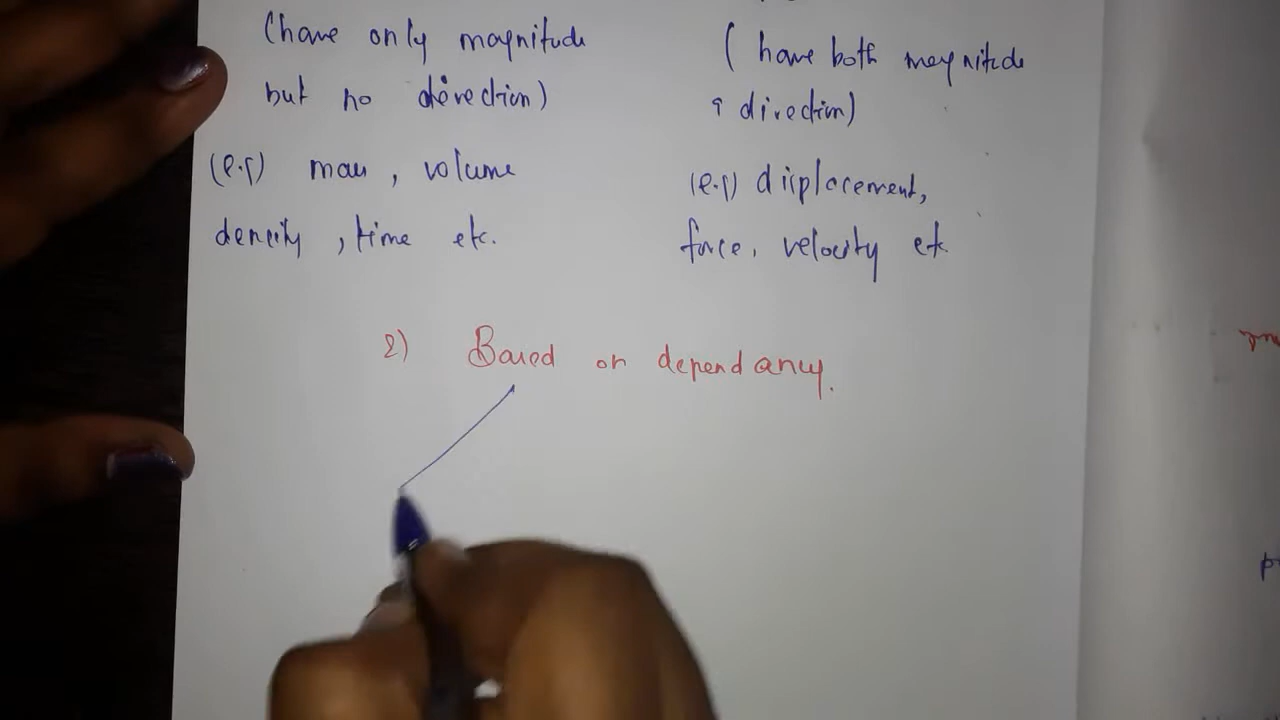 (have only magnitude
but no direction)
(e.g) mass, volume
density, time etc.
(have both magnitude
& direction)
(e.g) displacement,
force, velocity etc
2) Based on dependancy.